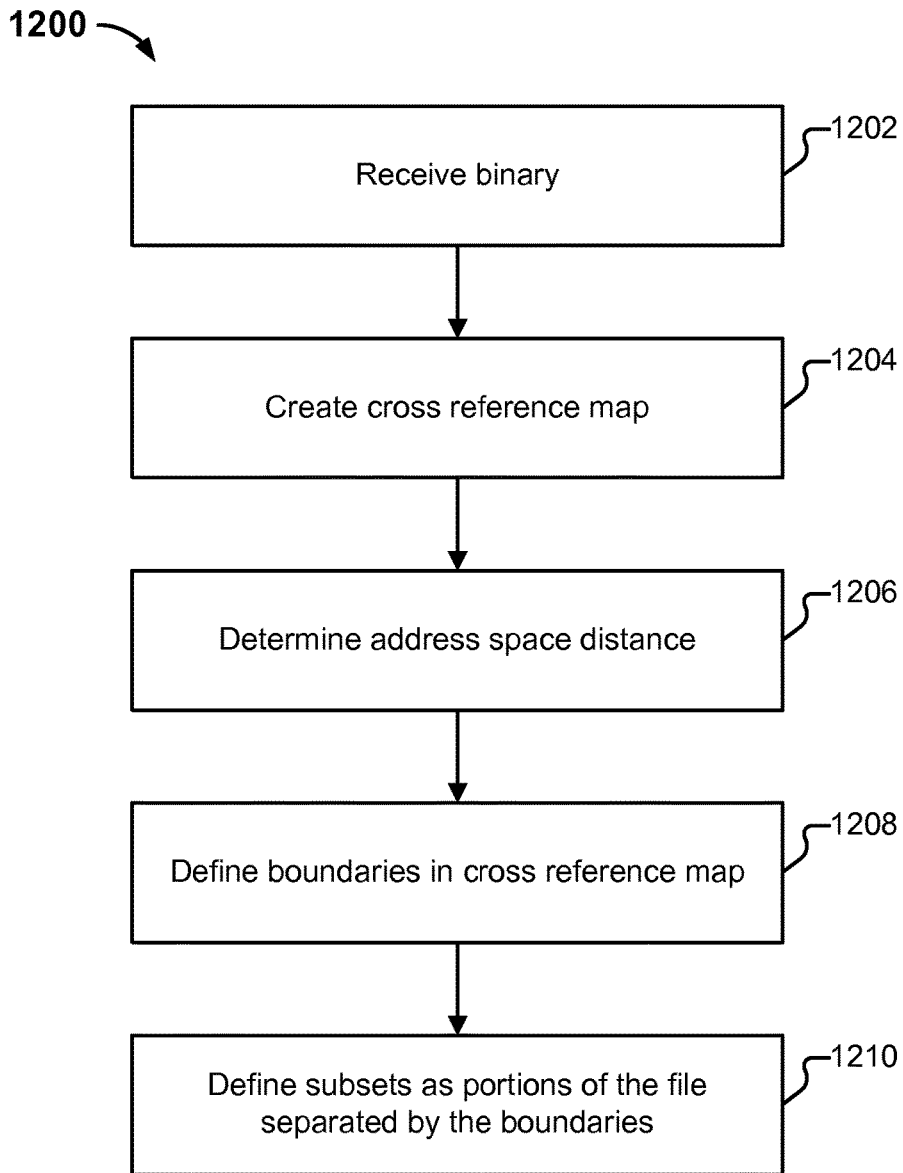 1200
1202
Receive binary
1204
Create cross reference map
1206
Determine address space distance
1208
Define boundaries in cross reference map
1210
Define subsets as portions of the file
separated by the boundaries